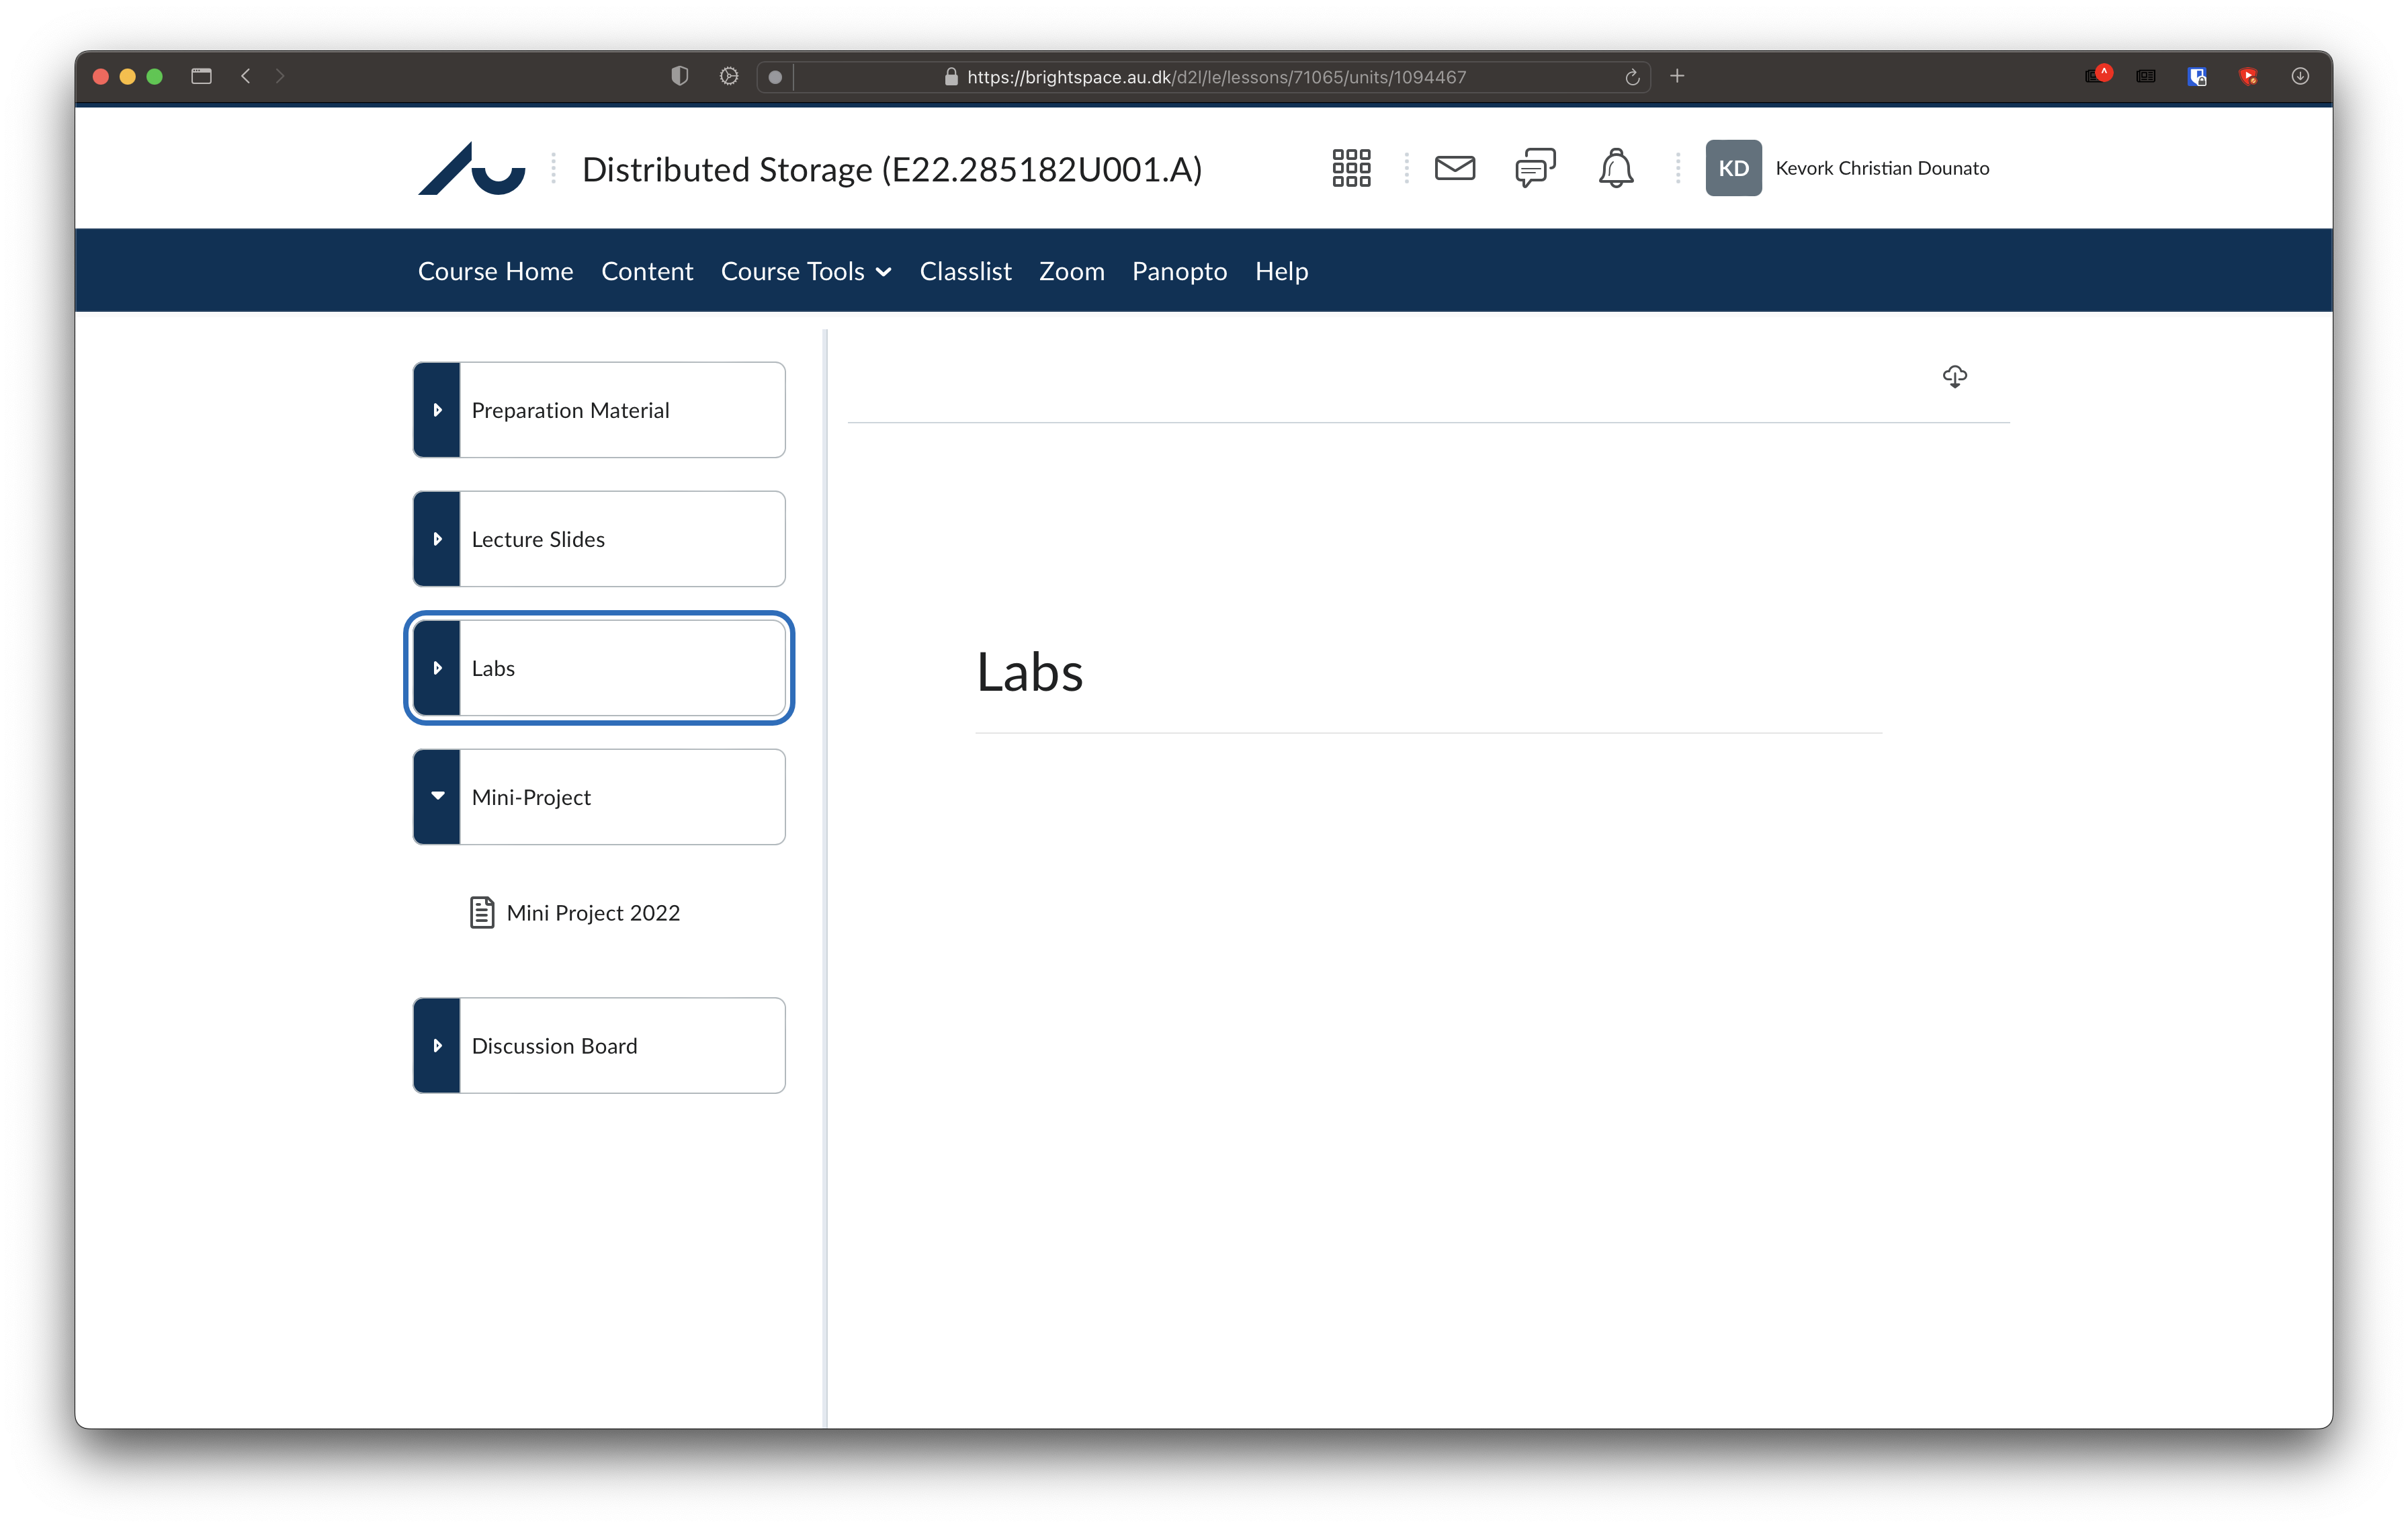 https://brightspace.au.dk/d2l/le/lessons/71065/units/1094467
Distributed Storage (E22.285182U001.A)
KD
Kevork Christian Dounato
Course Home
Content
Course Tools
Classlist
Zoom
Panopto
Help
Preparation Material
Lecture Slides
Labs
Mini-Project
Mini Project 2022
Discussion Board
Labs